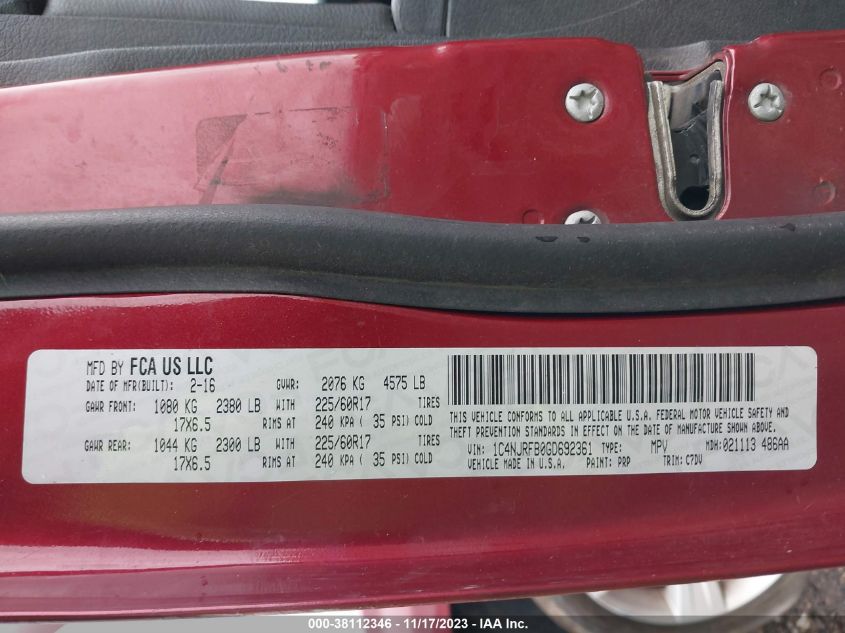 MFD BY FCA US LLC
DATE OF MFR(BUILT): 2-16 GVWR: 2076 KG 4575 LB
GAWR FRONT: 1080 KG 2380 LB WITH 225/60R17 TIRES
17X6.5 RIMS AT 240 KPA ( 35 PSI) COLD
GAWR REAR: 1044 KG 2300 LB WITH 225/60R17 TIRES
17X6.5 RIMS AT 240 KPA ( 35 PSI) COLD
THIS VEHICLE CONFORMS TO ALL APPLICABLE U.S.A. FEDERAL MOTOR VEHICLE SAFETY AND
THEFT PREVENTION STANDARDS IN EFFECT ON THE DATE OF MANUFACTURE SHOWN ABOVE.
VIN: 1C4NJRFB0GD692361 TYPE: MPV MDH: 021113 486AA
VEHICLE MADE IN U.S.A. PAINT: PRP TRIM: C7DV
000-38112346 - 11/17/2023 - IAA Inc.